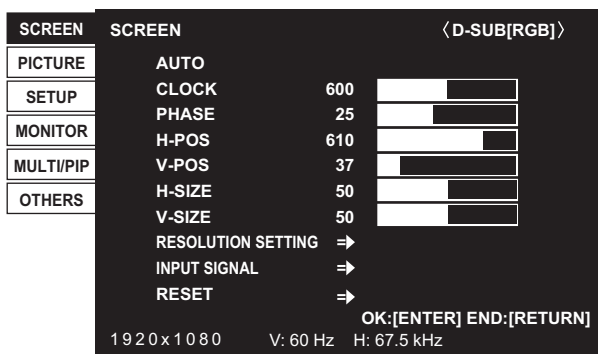 SCREEN
PICTURE
SETUP
MONITOR
MULTI/PIP
OTHERS
SCREEN 〈D-SUB[RGB]〉
AUTO
CLOCK 600
PHASE 25
H-POS 610
V-POS 37
H-SIZE 50
V-SIZE 50
RESOLUTION SETTING
INPUT SIGNAL
RESET
OK:[ENTER] END:[RETURN]
1920x1080 V: 60 Hz H: 67.5 kHz